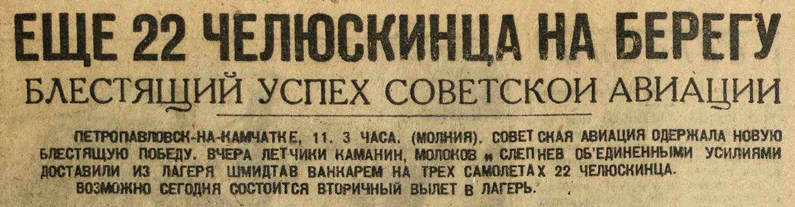 ЕЩЕ 22 ЧЕЛЮСКИНЦА НА БЕРЕГУ
БЛЕСТЯЩИЙ УСПЕХ СОВЕТСКОЙ АВИАЦИИ
ПЕТРОПАВЛОВСК-НА-КАМЧАТКЕ, 11. 3 ЧАСА. (МОЛНИЯ). СОВЕТСКАЯ АВИАЦИЯ ОДЕРЖАЛА НОВУЮ
БЛЕСТЯЩУЮ ПОБЕДУ. ВЧЕРА ЛЕТЧИКИ КАМАНИН, МОЛОКОВ и СЛЕПНЕВ ОБ'ЕДИНЕННЫМИ УСИЛИЯМИ
ДОСТАВИЛИ ИЗ ЛАГЕРЯ ШМИДТА В ВАНКАРЕМ НА ТРЕХ САМОЛЕТАХ 22 ЧЕЛЮСКИНЦА.
ВОЗМОЖНО СЕГОДНЯ СОСТОИТСЯ ВТОРИЧНЫЙ ВЫЛЕТ В ЛАГЕРЬ.